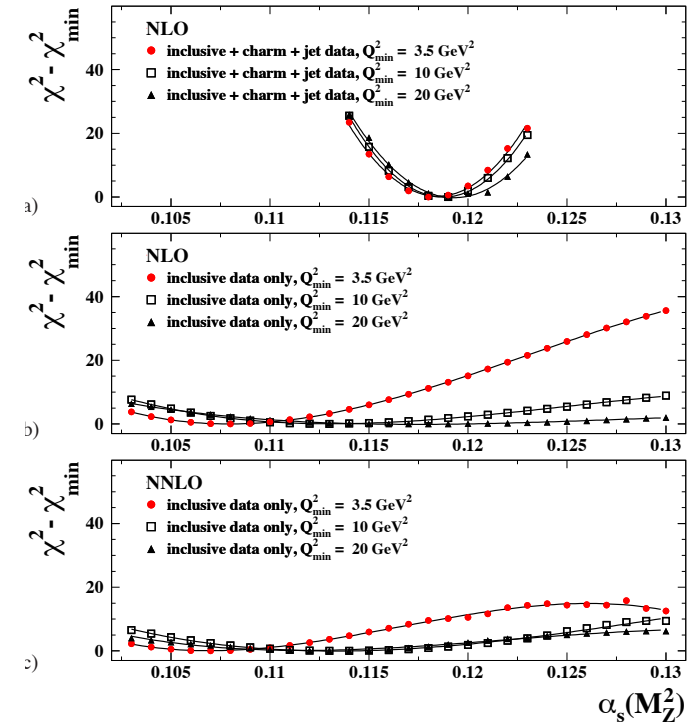 χ² - χ²min
NLO
inclusive + charm + jet data, Q²min = 3.5 GeV²
inclusive + charm + jet data, Q²min = 10 GeV²
inclusive + charm + jet data, Q²min = 20 GeV²
40
20
0
a)
0.105 0.11 0.115 0.12 0.125 0.13
χ² - χ²min
NLO
inclusive data only, Q²min = 3.5 GeV²
inclusive data only, Q²min = 10 GeV²
inclusive data only, Q²min = 20 GeV²
40
20
0
b)
0.105 0.11 0.115 0.12 0.125 0.13
χ² - χ²min
NNLO
inclusive data only, Q²min = 3.5 GeV²
inclusive data only, Q²min = 10 GeV²
inclusive data only, Q²min = 20 GeV²
40
20
0
c)
0.105 0.11 0.115 0.12 0.125 0.13
αs(M²Z)